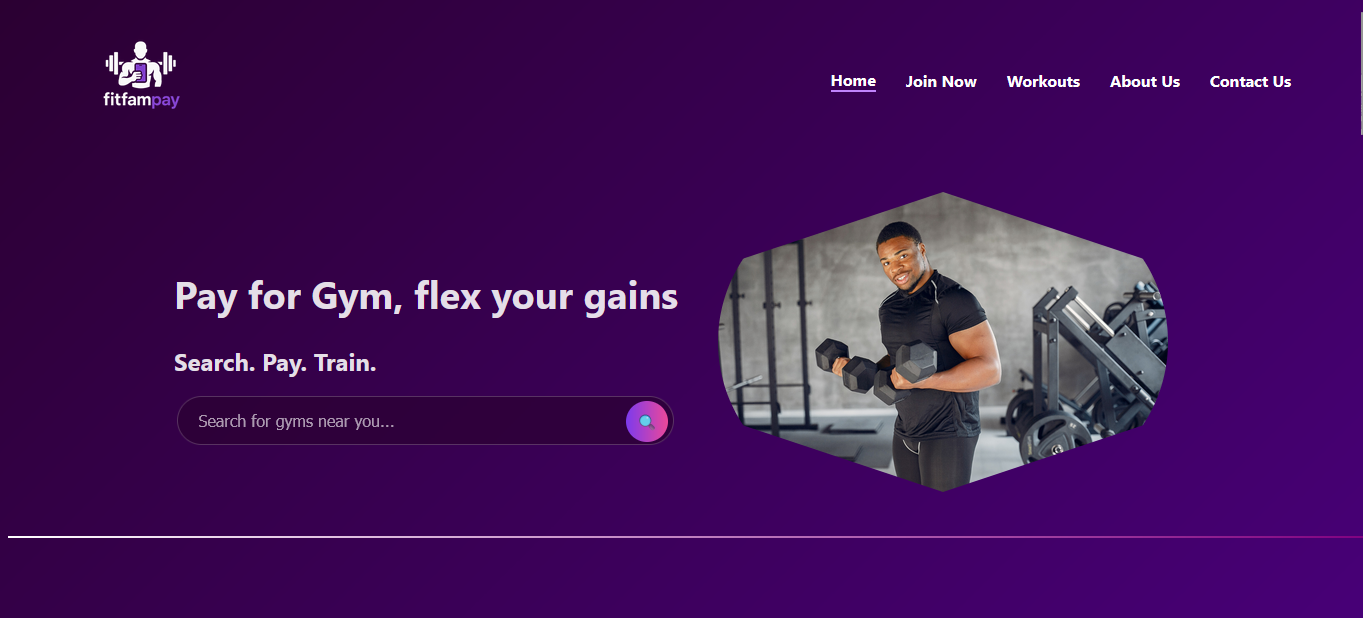 fitfampay
Home Join Now Workouts About Us Contact Us
Pay for Gym, flex your gains
Search. Pay. Train.
Search for gyms near you...